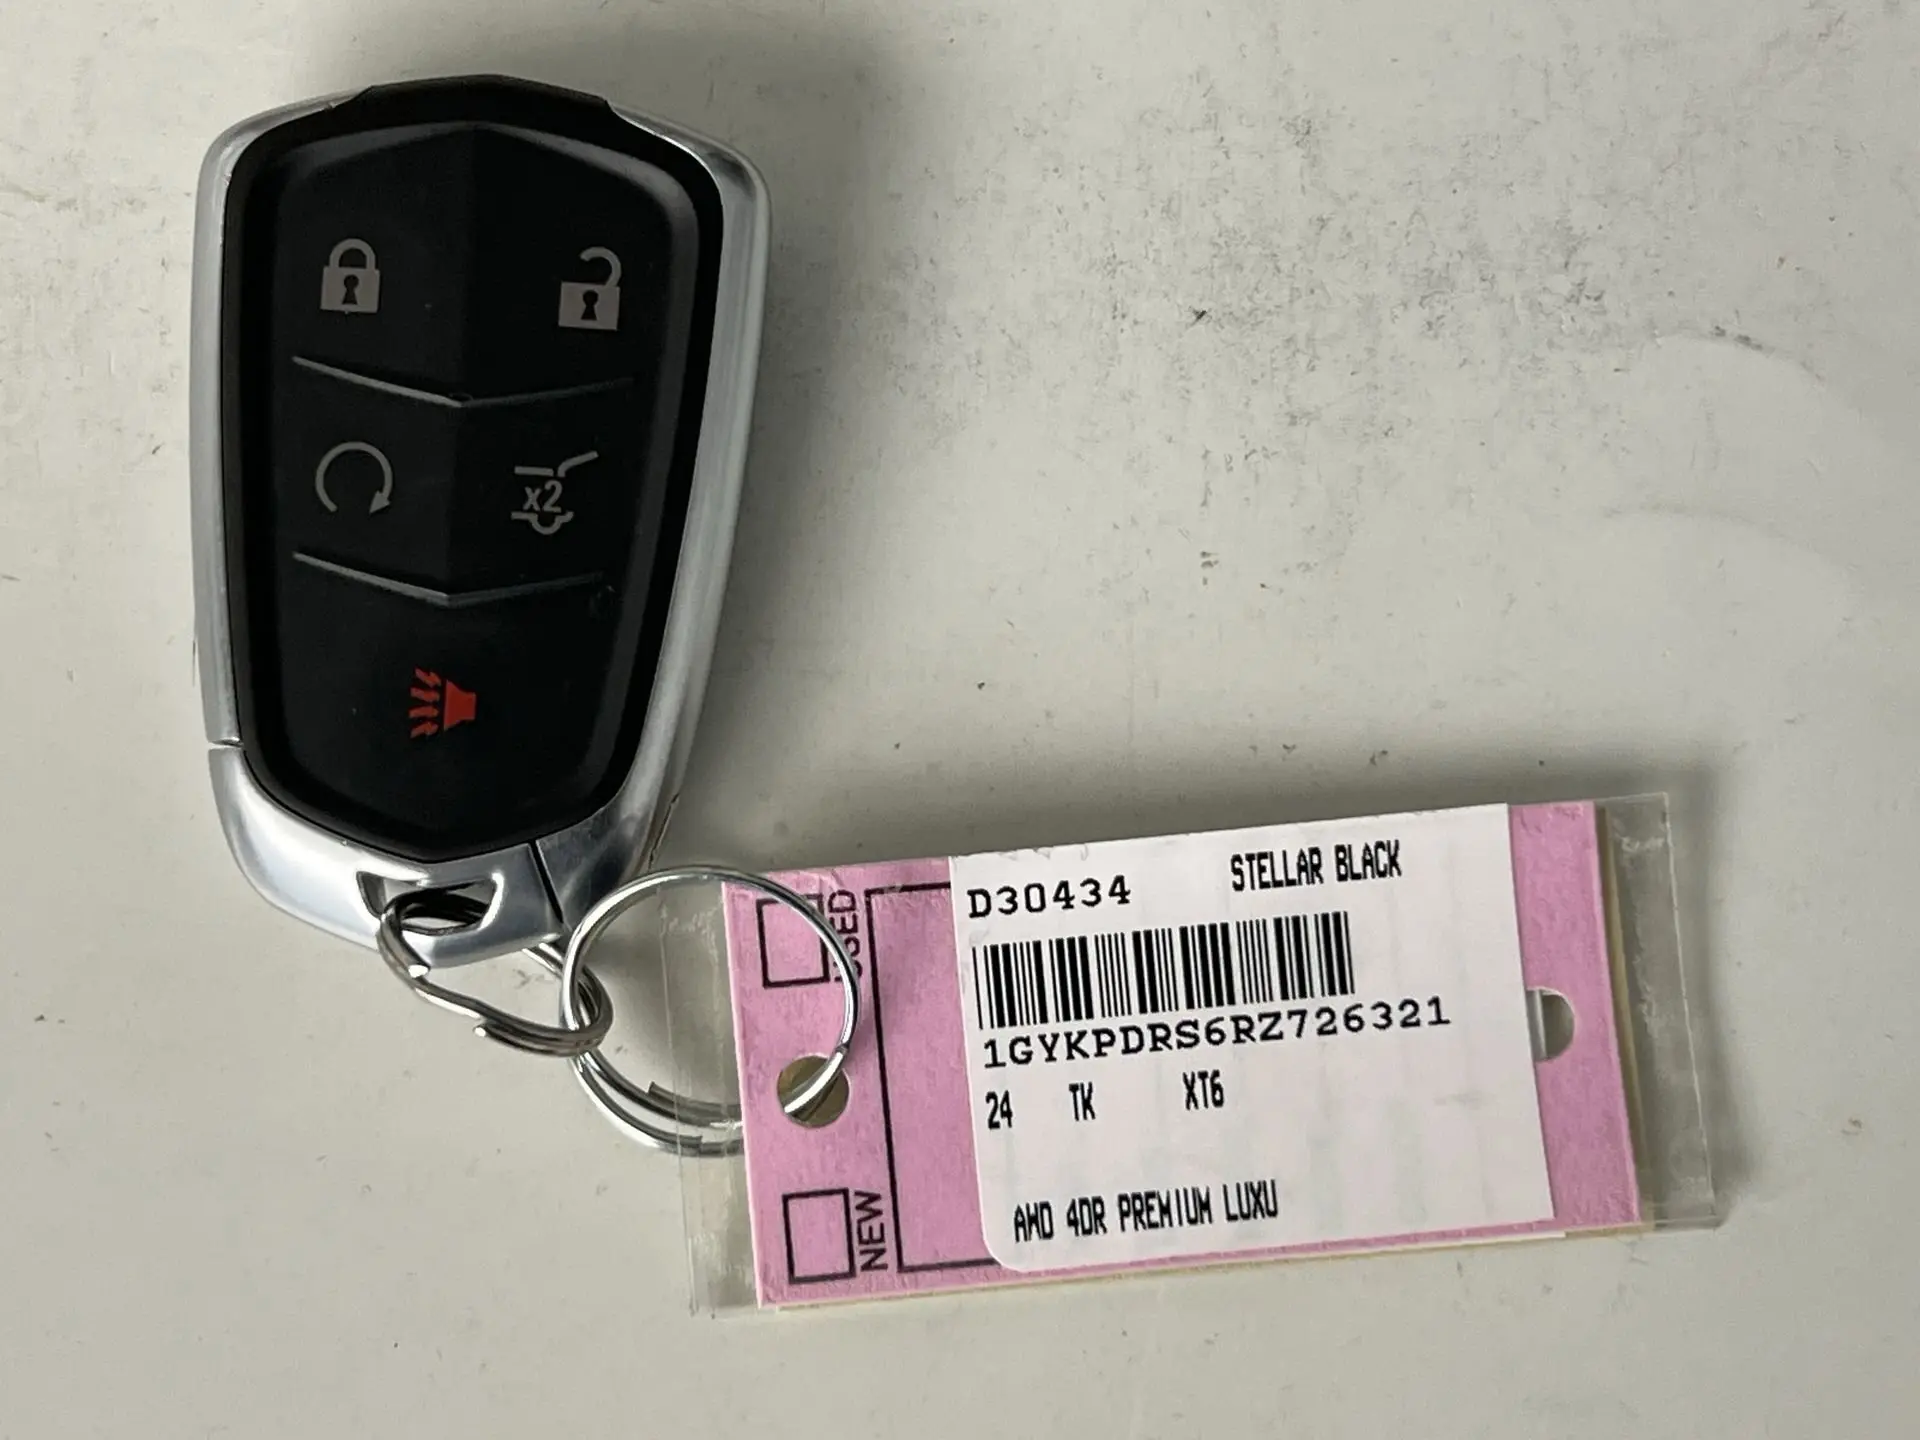 x2
D30434 STELLAR BLACK
1GYKPDRS6RZ726321
24 TK XT6
AWD 4DR PREMIUM LUXU
USED
NEW